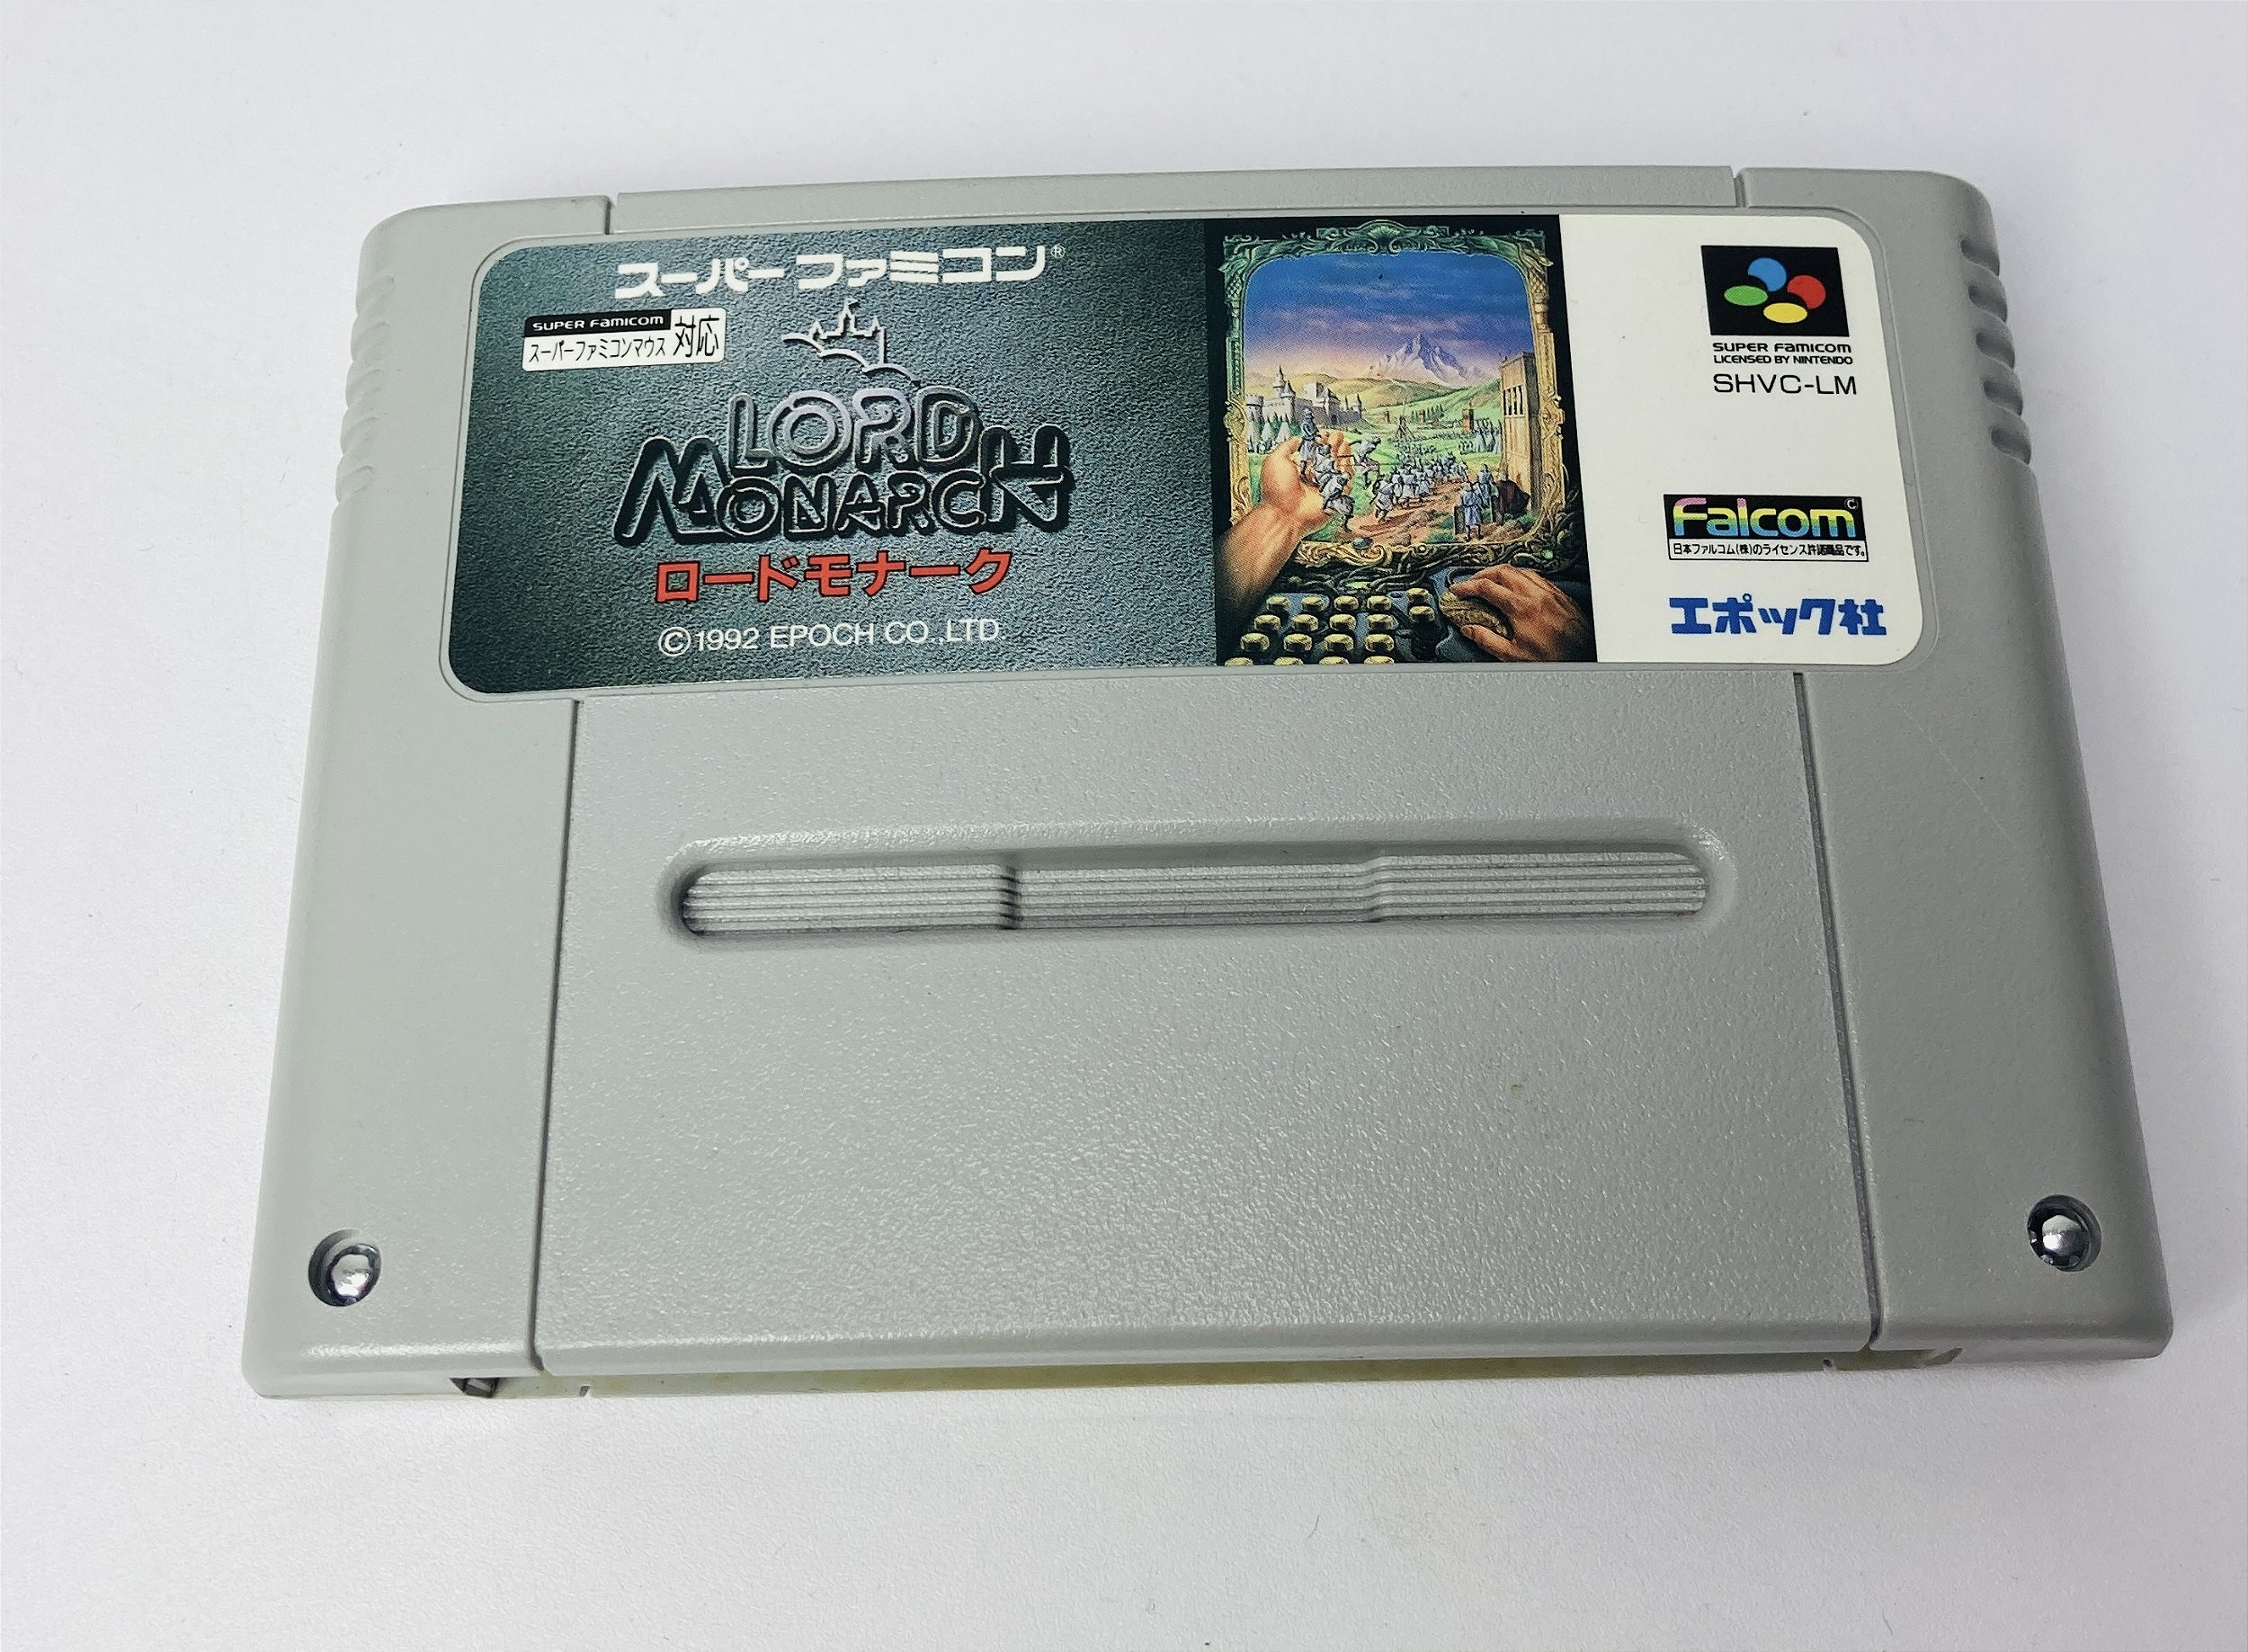 スーパーファミコン®
SUPER FAMICOM
スーパーファミコンマウス 対応
LORD
MONARCH
ロードモナーク
©1992 EPOCH CO.,LTD
SUPER FAMICOM
LICENSED BY NINTENDO
SHVC-LM
Falcom ©
日本ファルコム(株)のライセンス許諾商品です。
エポック社